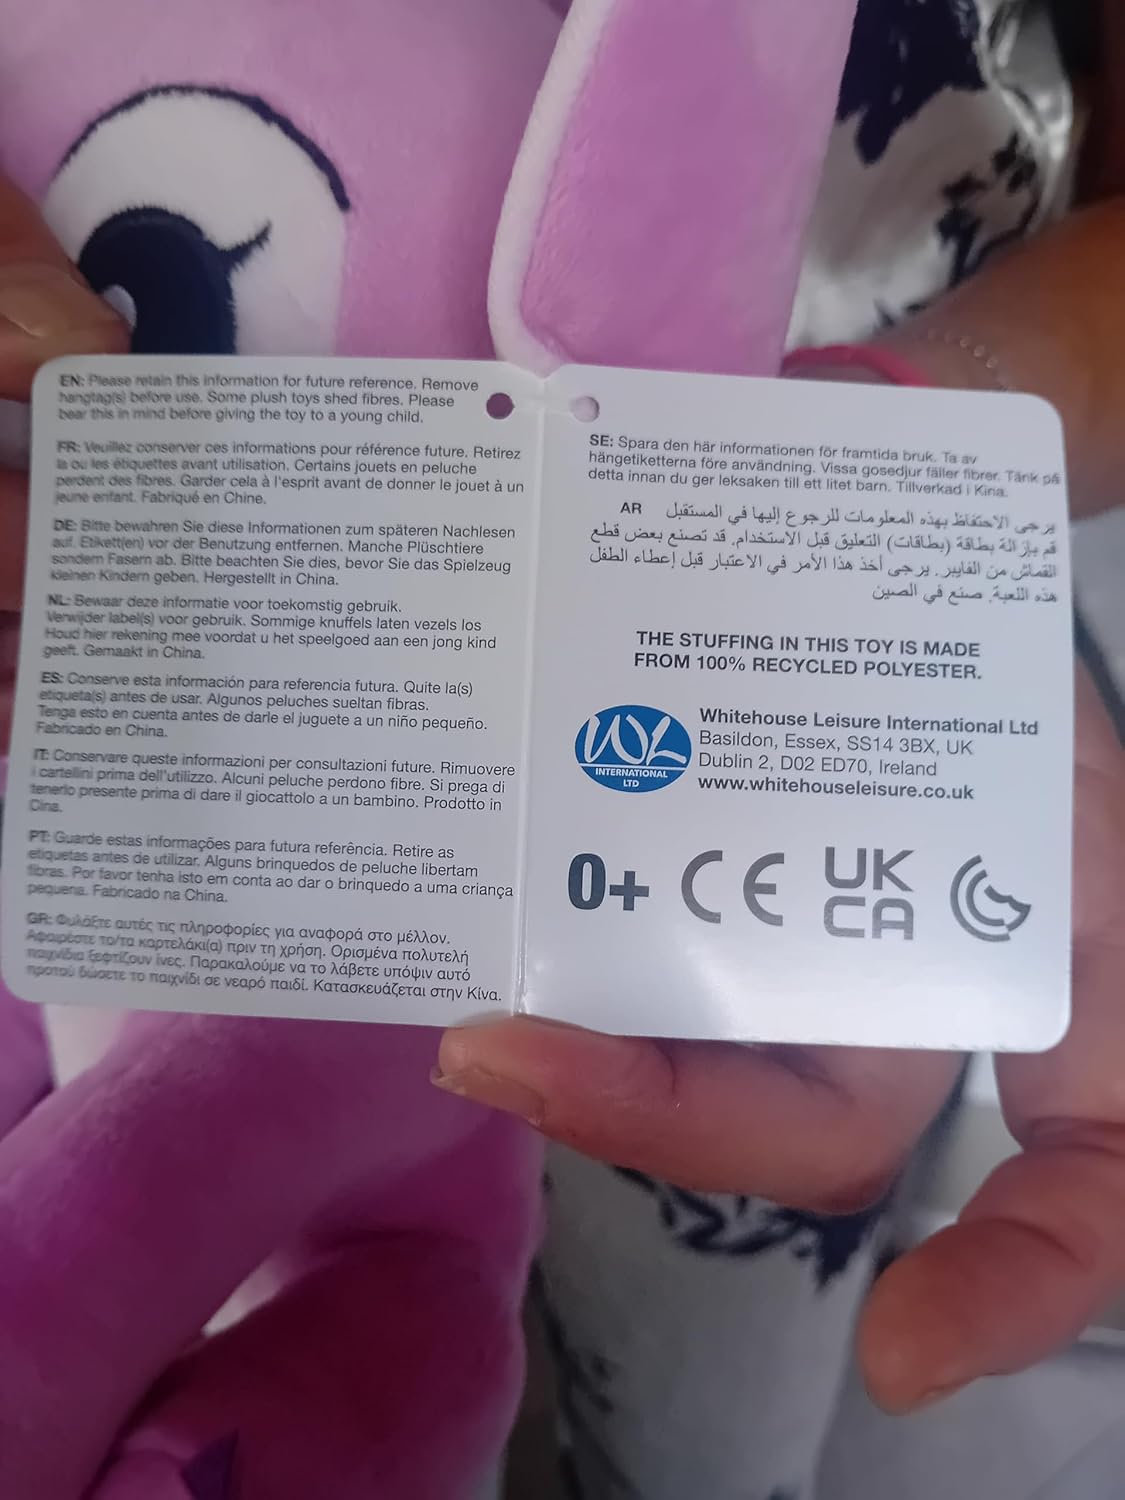 EN: Please retain this information for future reference. Remove
hangtag(s) before use. Some plush toys shed fibres. Please
bear this in mind before giving the toy to a young child.
FR: Veuillez conserver ces informations pour référence future. Retirez
la ou les étiquettes avant utilisation. Certains jouets en peluche
perdent des fibres. Garder cela à l'esprit avant de donner le jouet à un
jeune enfant. Fabriqué en Chine.
DE: Bitte bewahren Sie diese Informationen zum späteren Nachlesen
auf. Etikett(en) vor der Benutzung entfernen. Manche Plüschtiere
sondern Fasern ab. Bitte beachten Sie dies, bevor Sie das Spielzeug
kleinen Kindern geben. Hergestellt in China.
NL: Bewaar deze informatie voor toekomstig gebruik.
Verwijder label(s) voor gebruik. Sommige knuffels laten vezels los
Houd hier rekening mee voordat u het speelgoed aan een jong kind
geeft. Gemaakt in China.
ES: Conserve esta información para referencia futura. Quite la(s)
etiqueta(s) antes de usar. Algunos peluches sueltan fibras.
Tenga esto en cuenta antes de darle el juguete a un niño pequeño.
Fabricado en China.
IT: Conservare queste informazioni per consultazioni future. Rimuovere
i cartellini prima dell'utilizzo. Alcuni peluche perdono fibre. Si prega di
tenerlo presente prima di dare il giocattolo a un bambino. Prodotto in
Cina.
PT: Guarde estas informações para futura referência. Retire as
etiquetas antes de utilizar. Alguns brinquedos de peluche libertam
fibras. Por favor tenha isto em conta ao dar o brinquedo a uma criança
pequena. Fabricado na China.
GR: Φυλάξτε αυτές τις πληροφορίες για αναφορά στο μέλλον.
Αφαιρέστε το/τα καρτελάκι(α) πριν τη χρήση. Ορισμένα πολυτελή
παιχνίδια ξεφτίζουν ίνες. Παρακαλούμε να το λάβετε υπόψιν αυτό
προτού δώσετε το παιχνίδι σε νεαρό παιδί. Κατασκευάζεται στην Κίνα.
SE: Spara den här informationen för framtida bruk. Ta av
hängetiketterna före användning. Vissa gosedjur fäller fibrer. Tänk på
detta innan du ger leksaken till ett litet barn. Tillverkad i Kina.
AR يرجى الاحتفاظ بهذه المعلومات للرجوع إليها في المستقبل
قم بإزالة بطاقة (بطاقات) التعليق قبل الاستخدام. قد تصنع بعض قطع
القماش من الفايبر. يرجى أخذ هذا الأمر في الاعتبار قبل إعطاء الطفل
هذه اللعبة. صنع في الصين
THE STUFFING IN THIS TOY IS MADE
FROM 100% RECYCLED POLYESTER.
WL
INTERNATIONAL
LTD
Whitehouse Leisure International Ltd
Basildon, Essex, SS14 3BX, UK
Dublin 2, D02 ED70, Ireland
www.whitehouseleisure.co.uk
0+ CE UK
CA